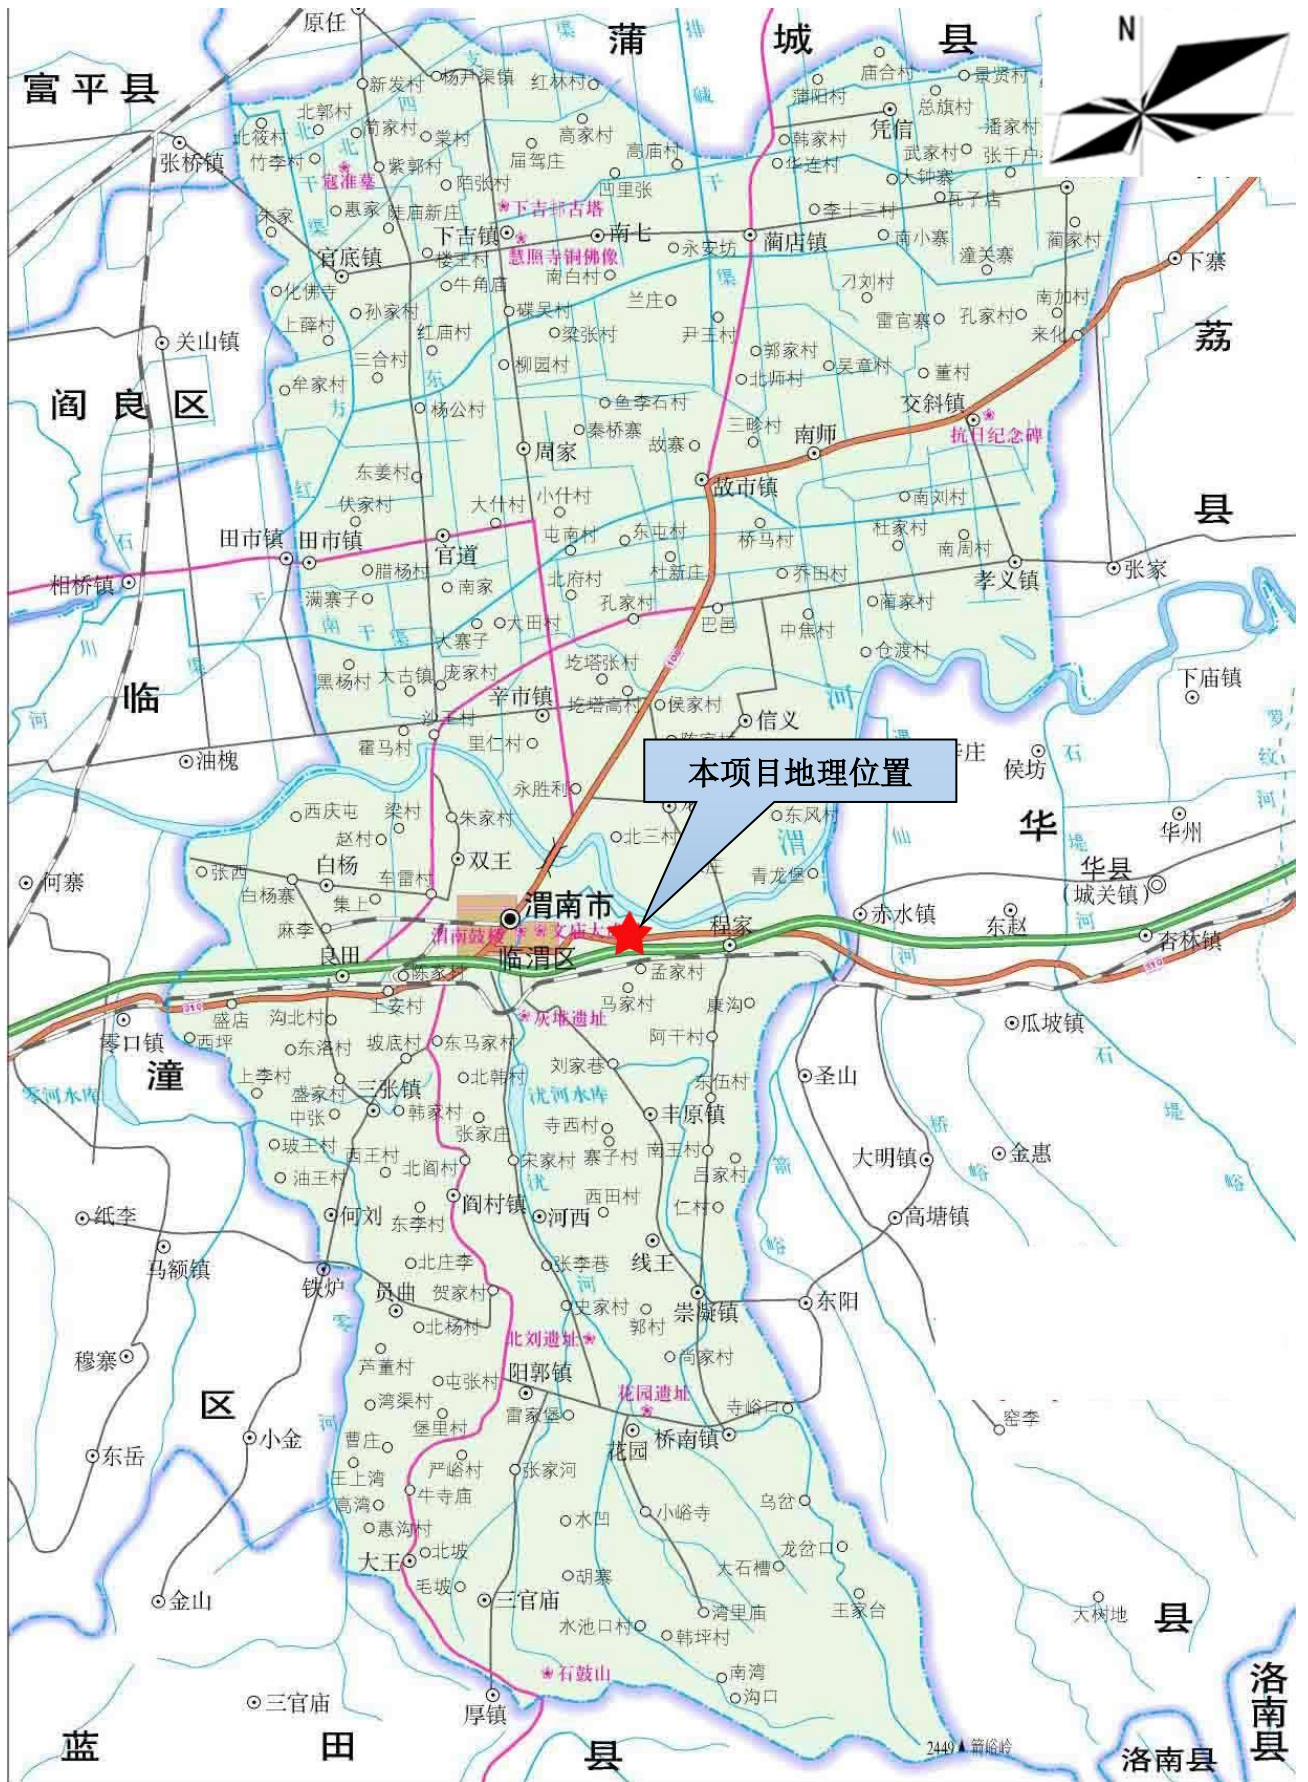 原任
蒲城县
N
富平县
新发村
杨尹渠镇
红林村
庙合村
景贤村
蒲阳村
总旗村
凭信
北郭村
简家村
北筱村
棠村
高家村
韩家村
潘家村
张桥镇
竹李村
紫郭村
屈驾庄
高庙村
华连村
武家村
寇准墓
陌张村
凹里张
大钟寨
瓦子店
朱家
惠家
陡庙新庄
下吉镇
南七
李十三村
南小寨
蔺店镇
蔺家村
官底镇
慧照寺铜佛像
永安坊
潼关寨
下寨
牛角庙
南白村
化佛寺
兰庄
刁刘村
南加村
上薛村
孙家村
碟吴村
梁张村
尹王村
雷官寨
孔家村
来化
荔
关山镇
红庙村
三合村
柳园村
郭家村
吴章村
董村
北师村
牟家村
阎良区
杨公村
鱼李石村
秦桥寨
故寨
三畛村
南师
交斜镇
抗日纪念碑
周家
东姜村
故市镇
伏家村
大什村
小什村
南刘村
县
田市镇
田市镇
官道
屯南村
东屯村
桥马村
杜家村
南周村
相桥镇
腊杨村
南家
北府村
杜新庄
乔田村
孝义镇
张家
满寨子
孔家村
巴邑
蔺家村
南干渠
大寨子
大田村
中焦村
仓渡村
临
黑杨村
大古镇
庞家村
圪塔张村
下庙镇
辛市镇
圪塔高村
侯家村
信义
沙王村
霍马村
里仁村
油槐
侯坊
本项目地理位置
永胜利
西庆屯
梁村
朱家村
东风村
华州
赵村
北三村
华
双王
张西
白杨
青龙堡
华县
(城关镇)
何寨
白杨寨
车雷村
集上
渭南市
赤水镇
东赵
麻李
渭南鼓楼
程家
杏林镇
临渭区
良田
陈家村
孟家村
310
310
上安村
马家村
康沟
盛店
沟北村
灰堆遗址
瓜坡镇
零口镇
西坪
东洛村
坡底村
东马家村
阿干村
潼
刘家巷
圣山
上李村
北韩村
东伍村
零河水库
盛家村
三张镇
沋河水库
中张
韩家村
丰原镇
张家庄
寺西村
玻王村
西王村
北阎村
宋家村
寨子村
南王村
吕家村
大明镇
金惠
油王村
西田村
仁村
纸李
何刘
阎村镇
河西
高塘镇
东李村
马额镇
北庄李
张李巷
线王
铁炉
员曲
贺家村
史家村
崇凝镇
东阳
北杨村
郭村
穆寨
北刘遗址
芦董村
阳郭镇
尚家村
屯张村
花园遗址
区
湾渠村
雷家堡
寺峪口
窑李
堡里村
花园
桥南镇
小金
曹庄
东岳
王上湾
严峪村
张家河
高湾
牛寺庙
乌岔
惠沟村
水凹
小峪寺
大王
北坡
龙岔口
大石槽
毛坡
胡寨
金山
三官庙
湾里庙
王家台
大树地
水池口村
韩坪村
县
石鼓山
南湾
三官庙
沟口
厚镇
洛南县
蓝田县
2449
箭峪岭
洛南县